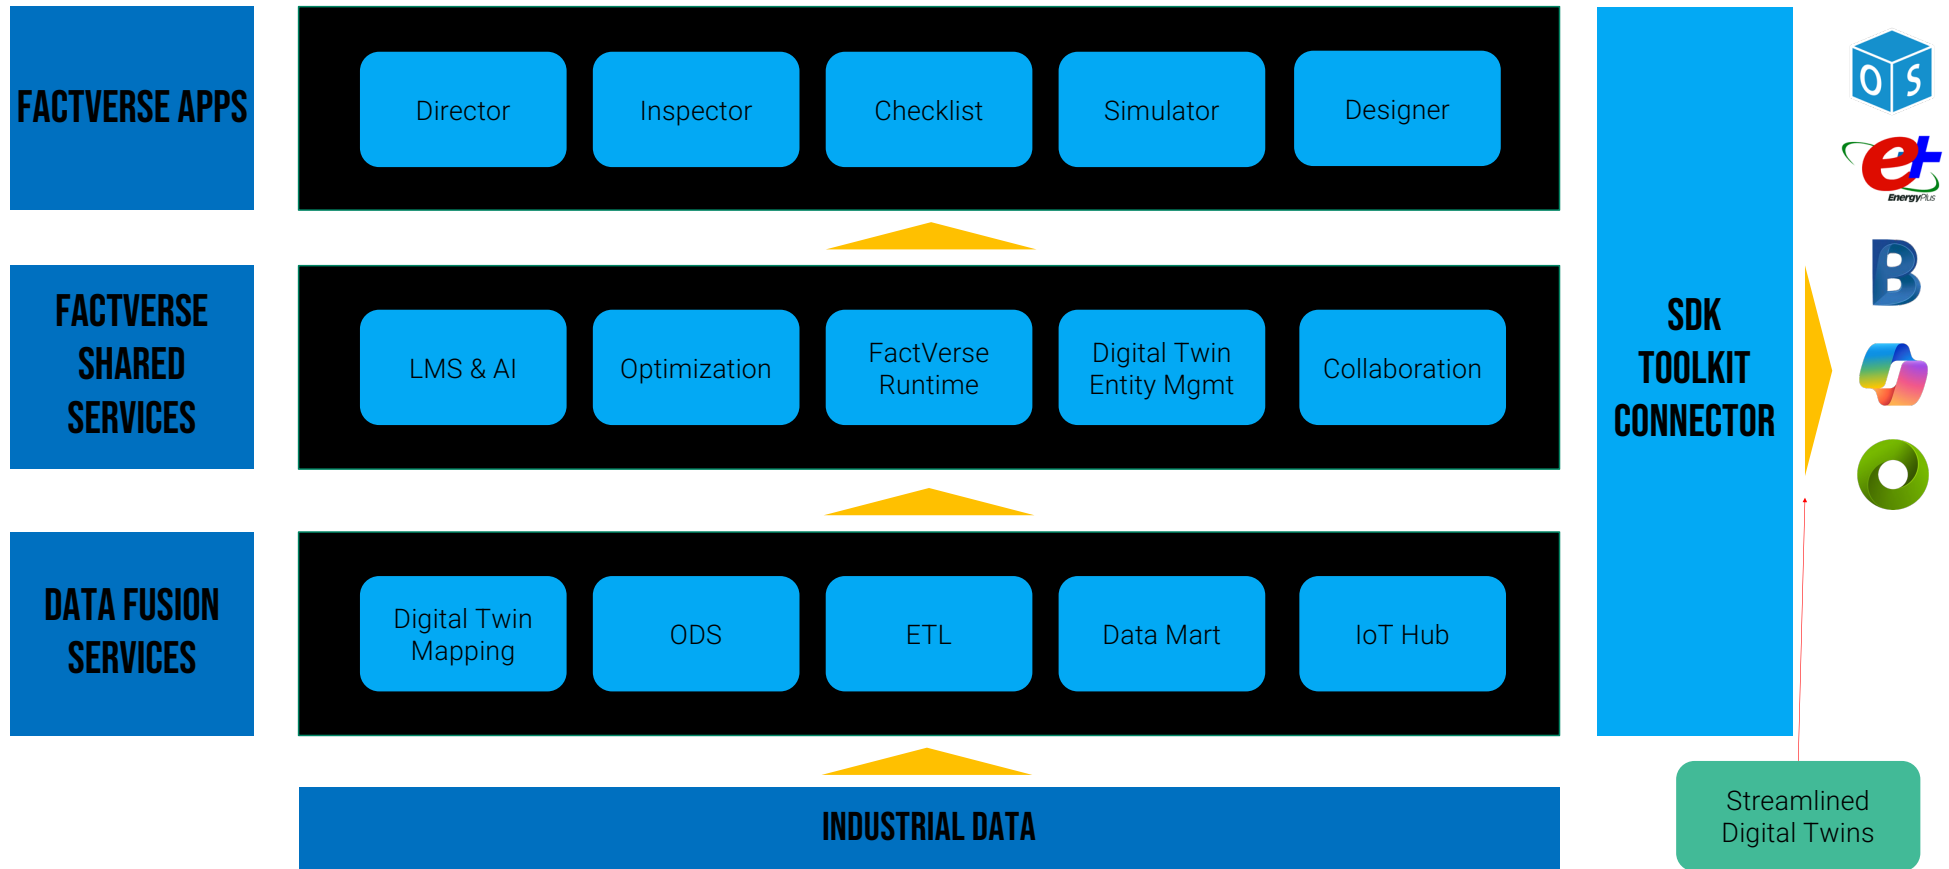 FACTVERSE APPS
Director
Inspector
Checklist
Simulator
Designer
FACTVERSE
SHARED
SERVICES
LMS & AI
Optimization
FactVerse
Runtime
Digital Twin
Entity Mgmt
Collaboration
DATA FUSION
SERVICES
Digital Twin
Mapping
ODS
ETL
Data Mart
IoT Hub
INDUSTRIAL DATA
SDK
TOOLKIT
CONNECTOR
O S
e+
EnergyPlus
B
Streamlined
Digital Twins